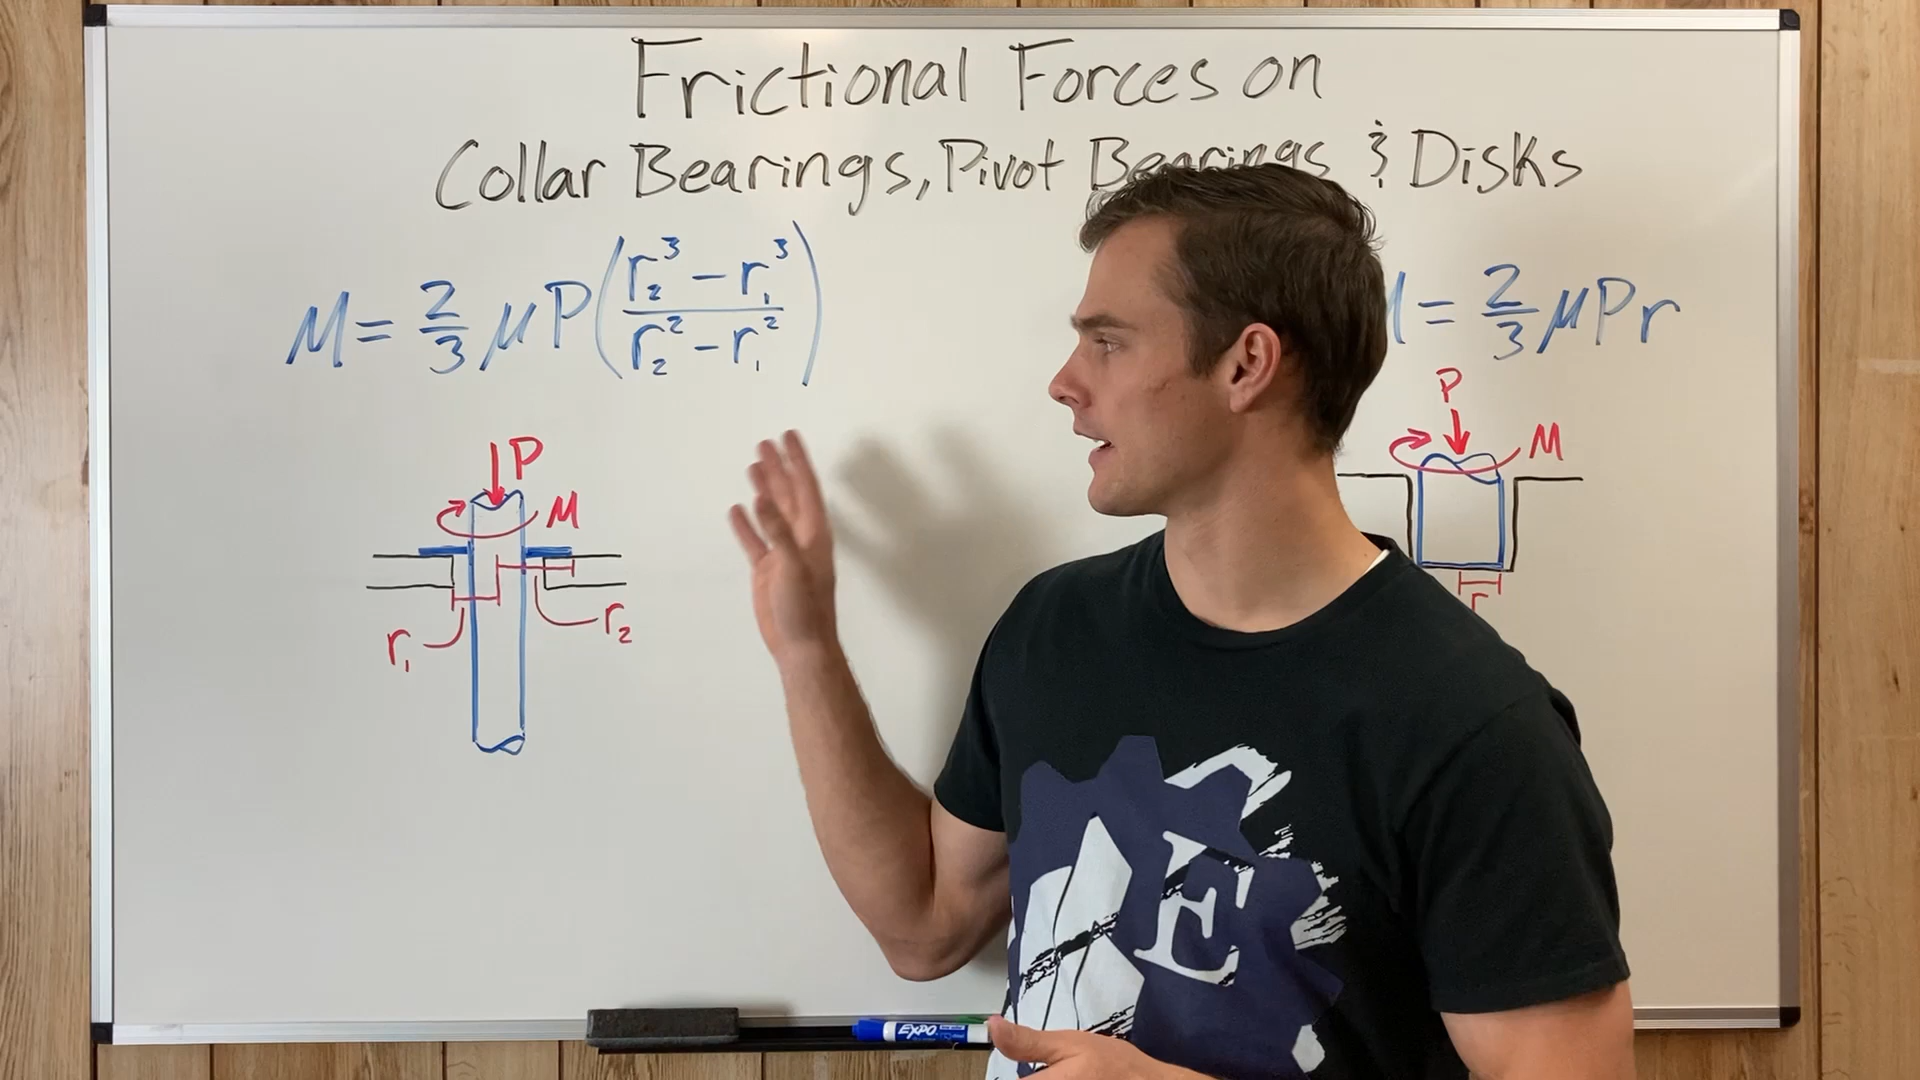 Frictional Forces on
Collar Bearings, Pivot Bearings & Disks
M = 2/3 μP((r₂³ - r₁³)/(r₂² - r₁²))
= 2/3 μPr
P
M
r₁
r₂
P
M
r
E
EXPO